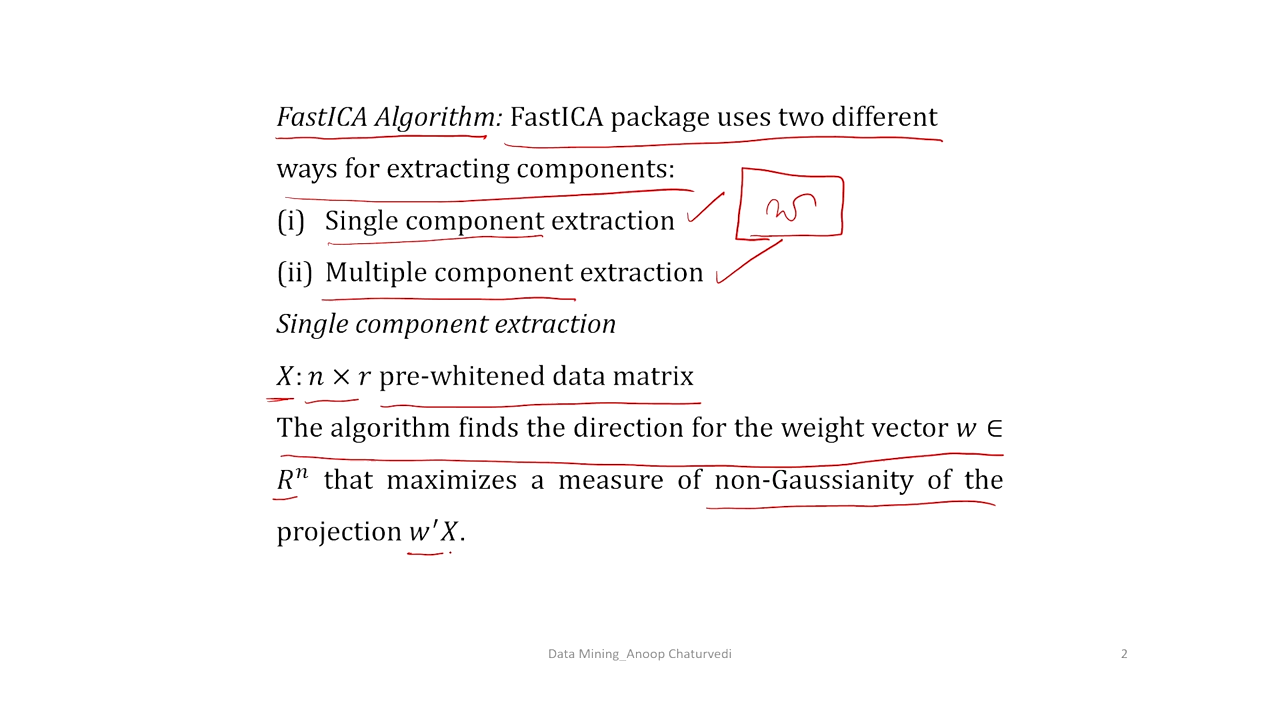 FastICA Algorithm: FastICA package uses two different
ways for extracting components:
(i) Single component extraction
w
(ii) Multiple component extraction
Single component extraction
X: n × r pre-whitened data matrix
The algorithm finds the direction for the weight vector w ∈
Rⁿ that maximizes a measure of non-Gaussianity of the
projection w′X.
Data Mining_Anoop Chaturvedi
2